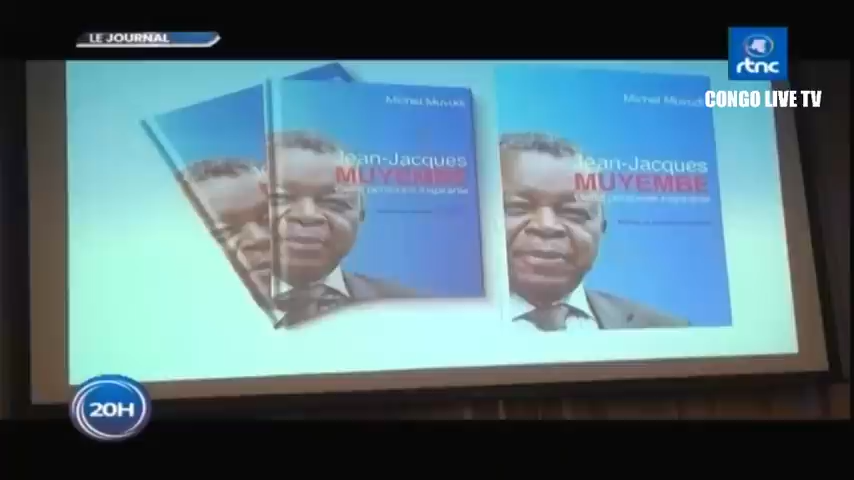 LE JOURNAL
rtnc
CONGO LIVE TV
Michel Muvudi
Jean-Jacques
MUYEMBE
Michel Muvudi
Jean-Jacques
MUYEMBE
20H